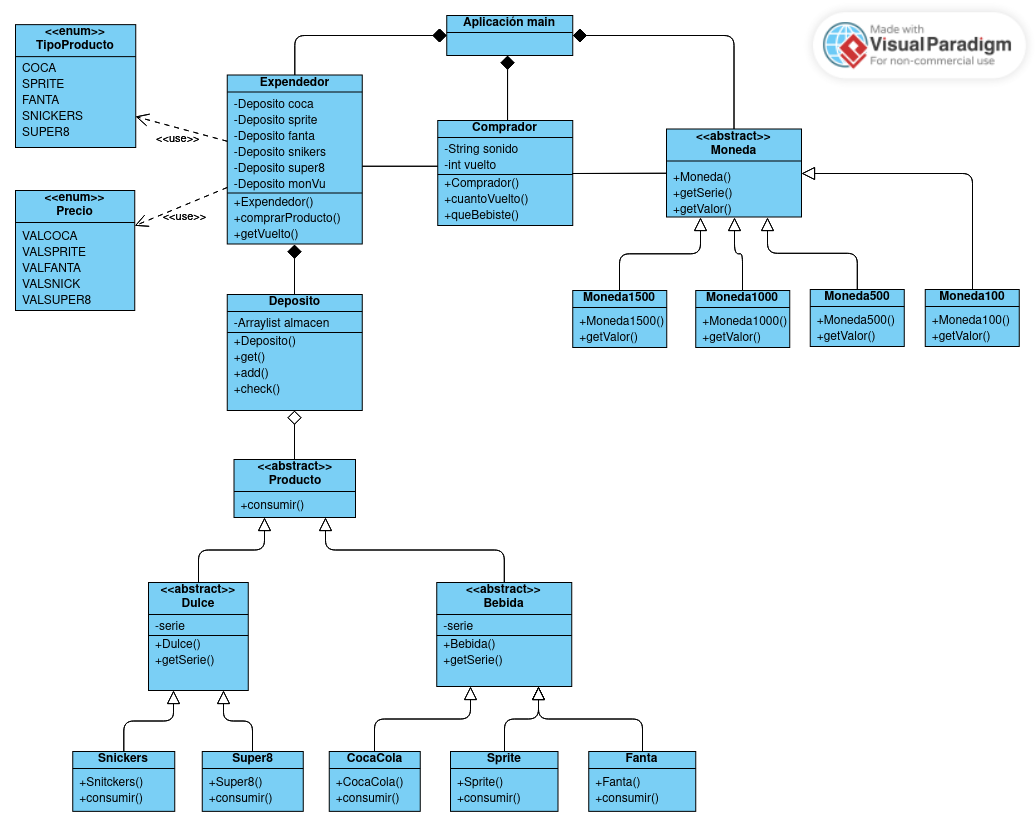 Made with
VisualParadigm
For non-commercial use
Aplicación main
<<enum>>
TipoProducto
COCA
SPRITE
FANTA
SNICKERS
SUPER8
<<use>>
<<enum>>
Precio
VALCOCA
VALSPRITE
VALFANTA
VALSNICK
VALSUPER8
<<use>>
Expendedor
-Deposito coca
-Deposito sprite
-Deposito fanta
-Deposito snikers
-Deposito super8
-Deposito monVu
+Expendedor()
+comprarProducto()
+getVuelto()
Comprador
-String sonido
-int vuelto
+Comprador()
+cuantoVuelto()
+queBebiste()
<<abstract>>
Moneda
+Moneda()
+getSerie()
+getValor()
Moneda1500
+Moneda1500()
+getValor()
Moneda1000
+Moneda1000()
+getValor()
Moneda500
+Moneda500()
+getValor()
Moneda100
+Moneda100()
+getValor()
Deposito
-Arraylist almacen
+Deposito()
+get()
+add()
+check()
<<abstract>>
Producto
+consumir()
<<abstract>>
Dulce
-serie
+Dulce()
+getSerie()
<<abstract>>
Bebida
-serie
+Bebida()
+getSerie()
Snickers
+Snitckers()
+consumir()
Super8
+Super8()
+consumir()
CocaCola
+CocaCola()
+consumir()
Sprite
+Sprite()
+consumir()
Fanta
+Fanta()
+consumir()